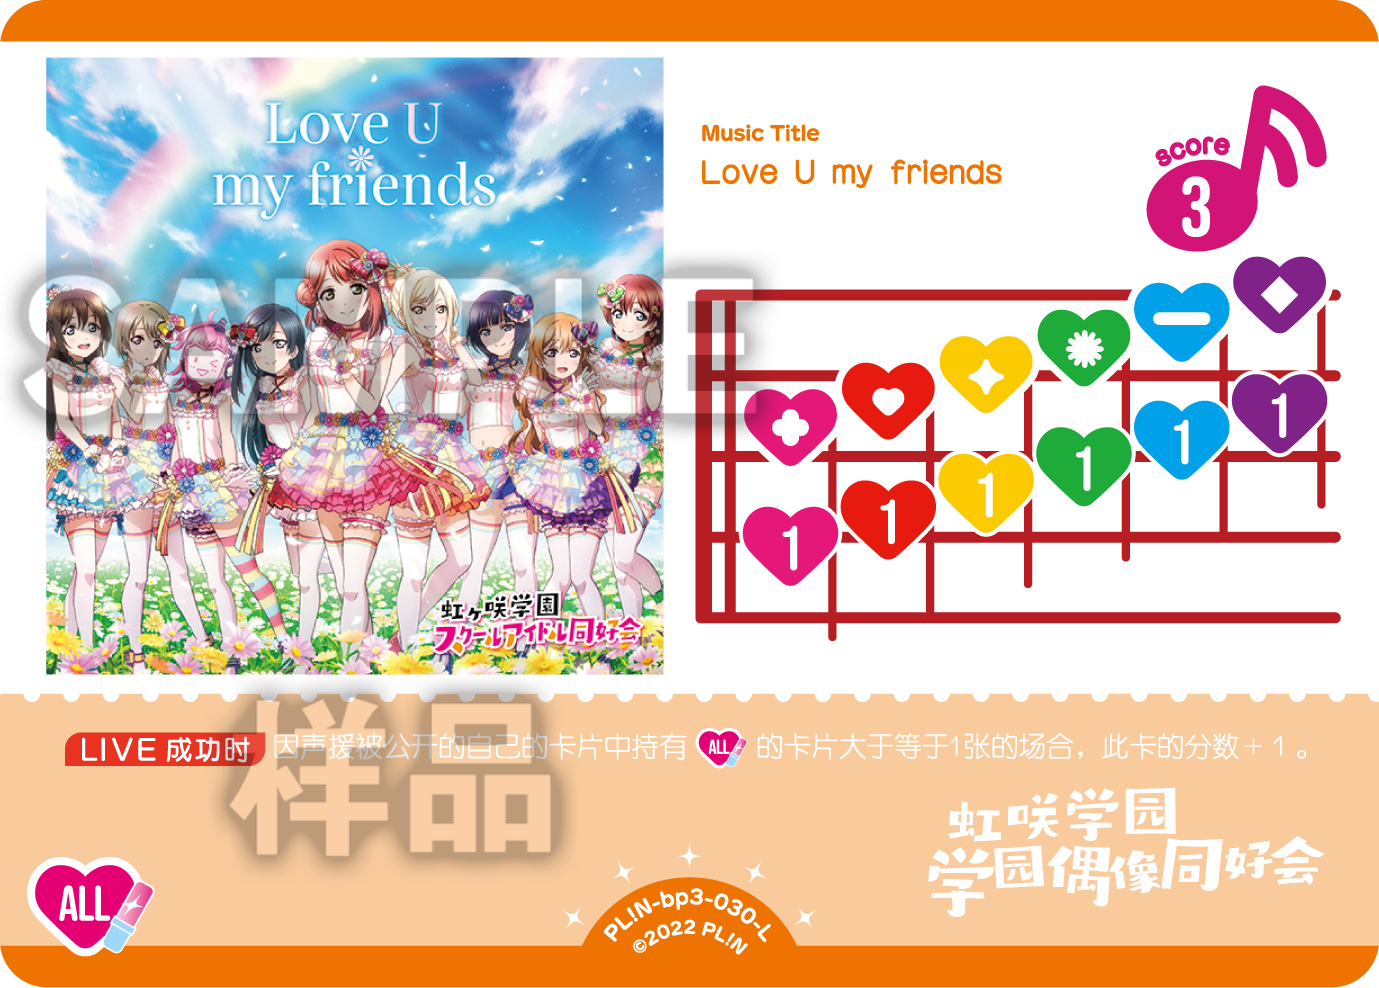 Love U
my friends
虹ヶ咲学園
スクールアイドル同好会
SAMPLE
Music Title
Love U my friends
score
3
1
1
1
1
1
1
样品
LIVE 成功时 因声援被公开的自己的卡片中持有 ALL 的卡片大于等于1张的场合，此卡的分数＋1。
虹咲学园
学园偶像同好会
ALL
PL!N-bp3-030-L
©2022 PL!N